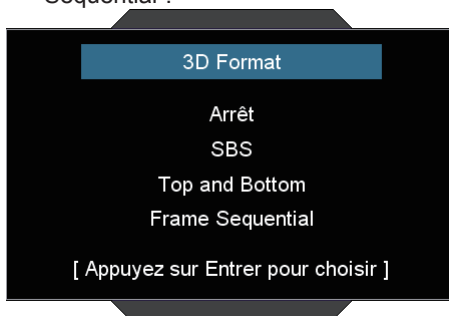 Sequential :
3D Format
Arrêt
SBS
Top and Bottom
Frame Sequential
[ Appuyez sur Entrer pour choisir ]